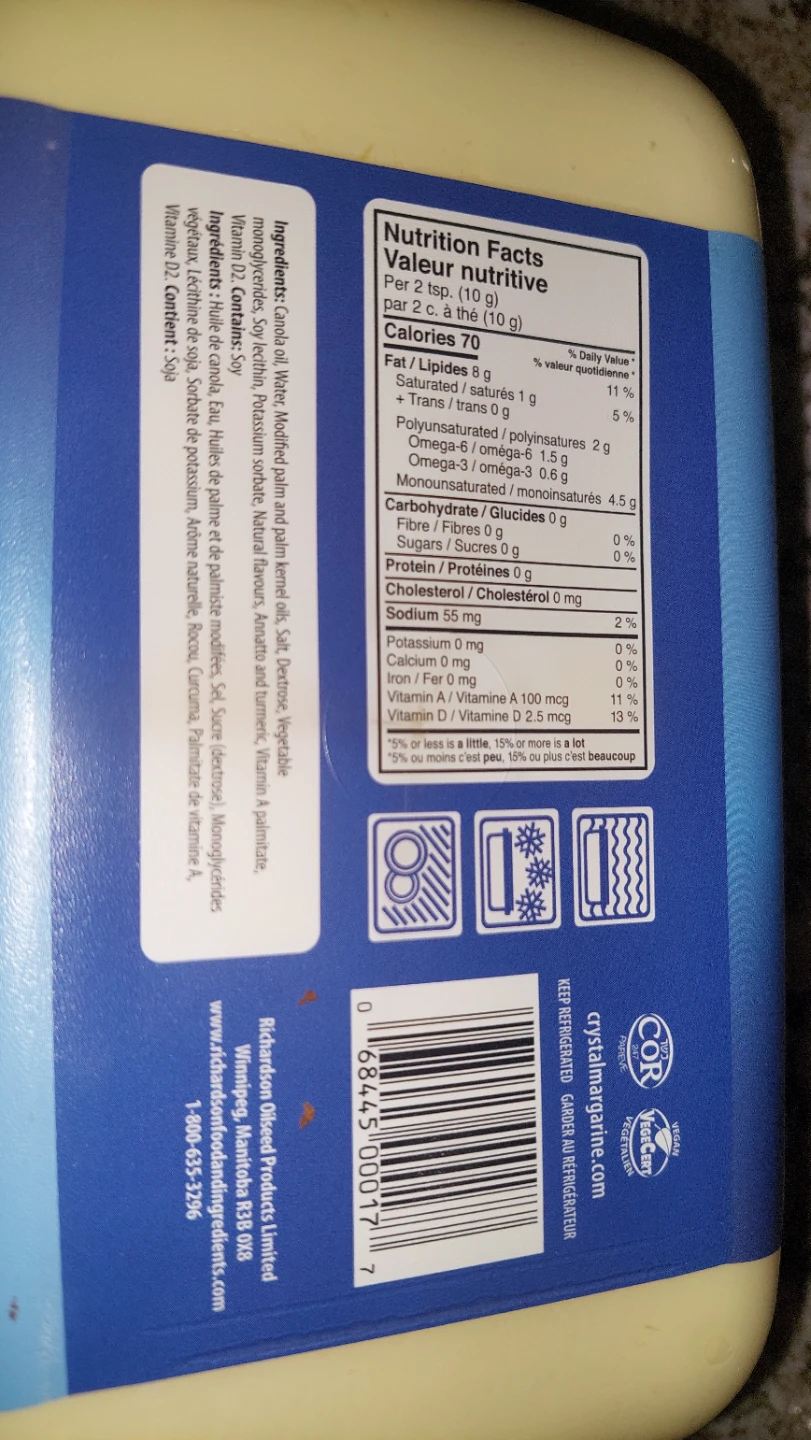 Nutrition Facts
Valeur nutritive
Per 2 tsp. (10 g)
par 2 c. à thé (10 g)
Calories 70
% Daily Value *
% valeur quotidienne *
Fat / Lipides 8 g 11 %
Saturated / saturés 1 g
+ Trans / trans 0 g 5 %
Polyunsaturated / polyinsatures 2 g
Omega-6 / oméga-6 1.5 g
Omega-3 / oméga-3 0.6 g
Monounsaturated / monoinsaturés 4.5 g
Carbohydrate / Glucides 0 g
Fibre / Fibres 0 g 0 %
Sugars / Sucres 0 g 0 %
Protein / Protéines 0 g
Cholesterol / Cholestérol 0 mg
Sodium 55 mg 2 %
Potassium 0 mg 0 %
Calcium 0 mg 0 %
Iron / Fer 0 mg 0 %
Vitamin A / Vitamine A 100 mcg 11 %
Vitamin D / Vitamine D 2.5 mcg 13 %
*5% or less is a little, 15% or more is a lot
*5% ou moins c'est peu, 15% ou plus c'est beaucoup
Ingredients: Canola oil, Water, Modified palm and palm kernel oils, Salt, Dextrose, Vegetable
monoglycerides, Soy lecithin, Potassium sorbate, Natural flavours, Annatto and turmeric, Vitamin A palmitate,
Vitamin D2. Contains: Soy
Ingrédients : Huile de canola, Eau, Huiles de palme et de palmiste modifées, Sel, Sucre (dextrose), Monoglycérides
végétaux, Lécithine de soja, Sorbate de potassium, Arôme naturelle, Rocou, Curcuma, Palmitate de vitamine A,
Vitamine D2. Contient : Soja
כשר
COR
247
PAREVE
VEGAN
VEGECERT
VÉGÉTALIEN
crystalmargarine.com
KEEP REFRIGERATED GARDER AU RÉFRIGÉRATEUR
0 68445 00017 7
Richardson Oilseed Products Limited
Winnipeg, Manitoba R3B 0X8
www.richardsonfoodandingredients.com
1-800-635-3296